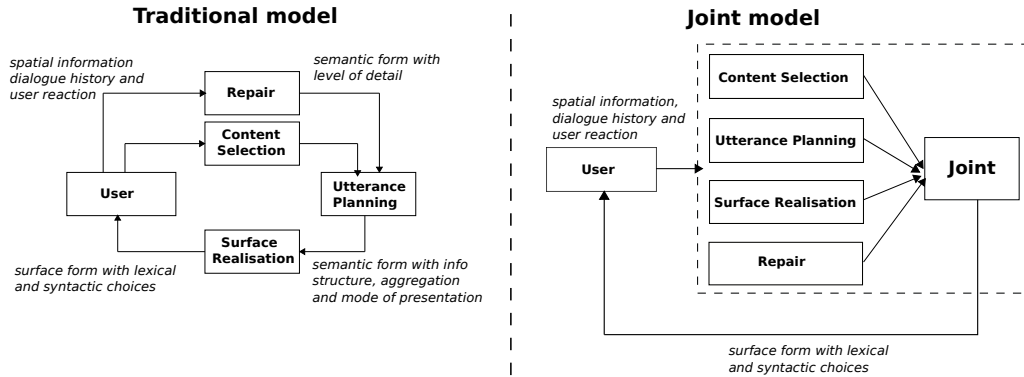 Traditional model
spatial information
dialogue history and
user reaction
semantic form with
level of detail
Repair
Content
Selection
User
Utterance
Planning
Surface
Realisation
surface form with lexical
and syntactic choices
semantic form with info
structure, aggregation
and mode of presentation
Joint model
spatial information,
dialogue history and
user reaction
User
Content Selection
Utterance Planning
Surface Realisation
Repair
Joint
surface form with lexical
and syntactic choices